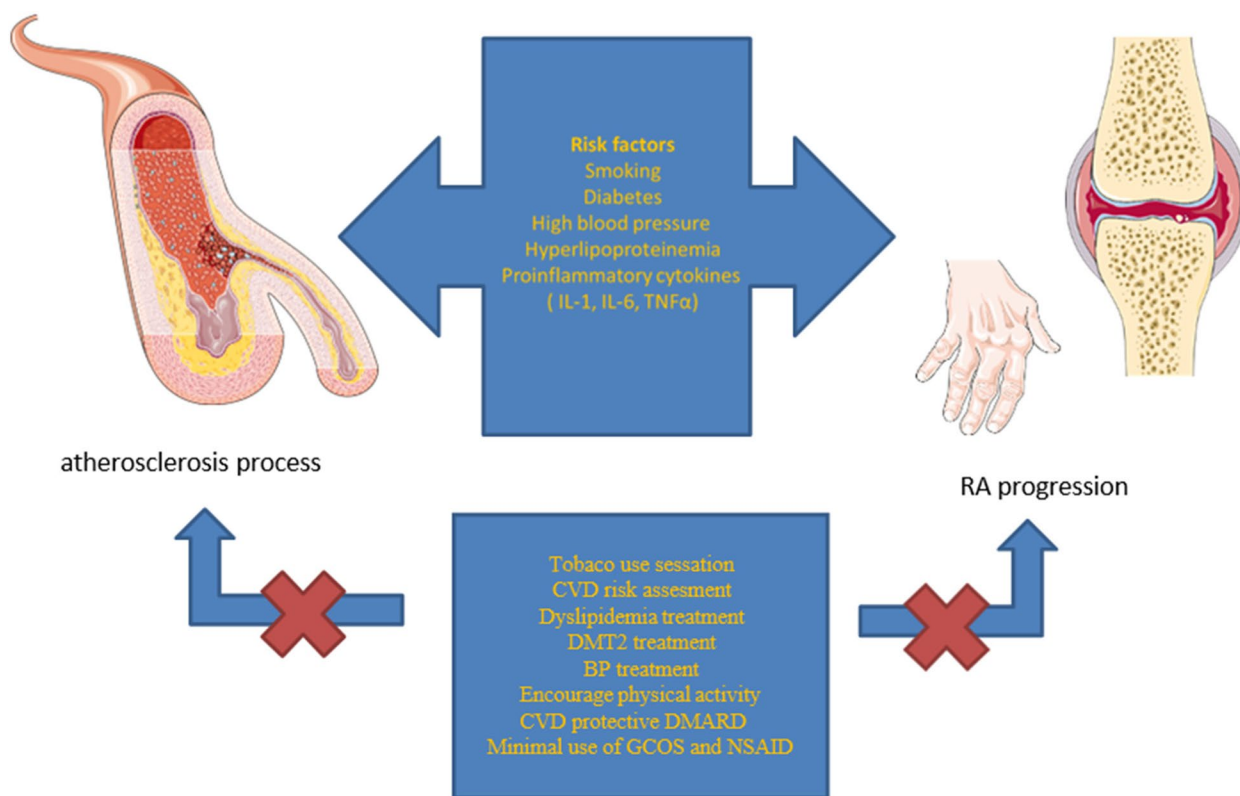 Risk factors
Smoking
Diabetes
High blood pressure
Hyperlipoproteinemia
Proinflammatory cytokines
( IL-1, IL-6, TNFα)
atherosclerosis process
RA progression
Tobaco use sessation
CVD risk assesment
Dyslipidemia treatment
DMT2 treatment
BP treatment
Encourage physical activity
CVD protective DMARD
Minimal use of GCOS and NSAID